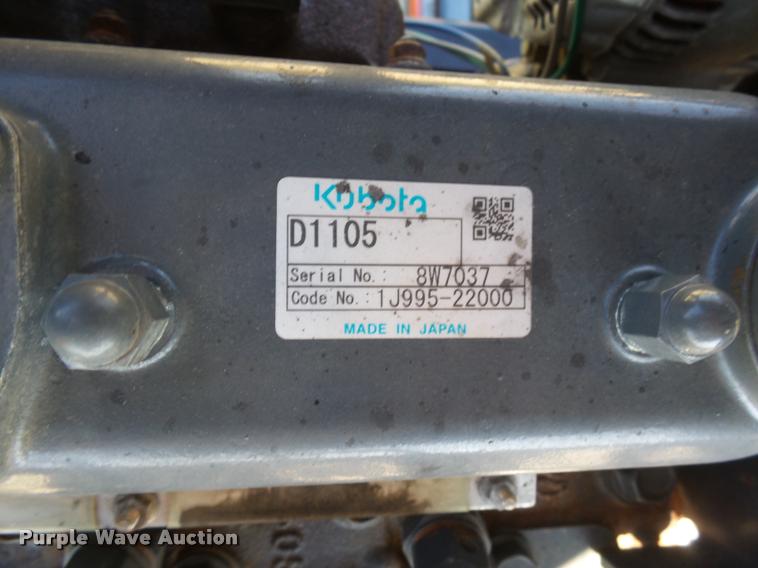 Kubota
D1105
Serial No.: 8W7037
Code No.: 1J995-22000
MADE IN JAPAN
Purple Wave Auction